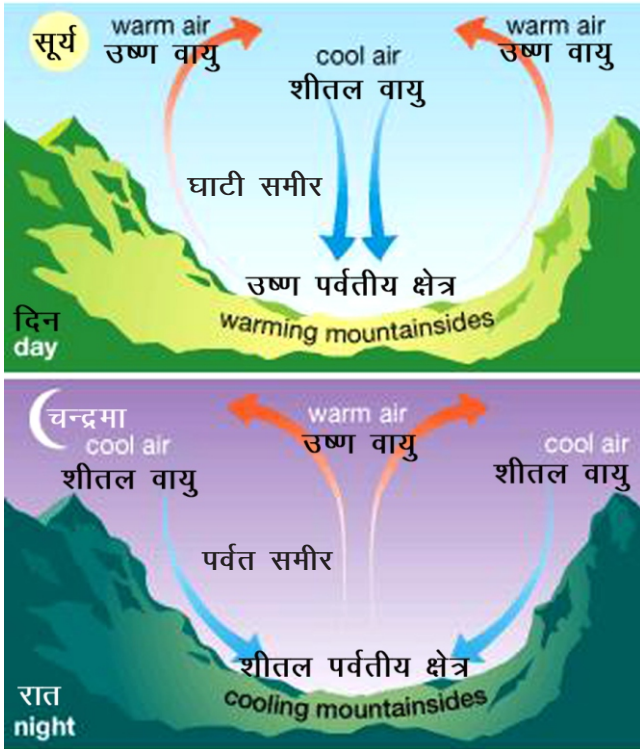 सूर्य
warm air
उष्ण वायु
cool air
शीतल वायु
warm air
उष्ण वायु
घाटी समीर
उष्ण पर्वतीय क्षेत्र
warming mountainsides
दिन
day
चन्द्रमा
cool air
शीतल वायु
warm air
उष्ण वायु
cool air
शीतल वायु
पर्वत समीर
शीतल पर्वतीय क्षेत्र
cooling mountainsides
रात
night